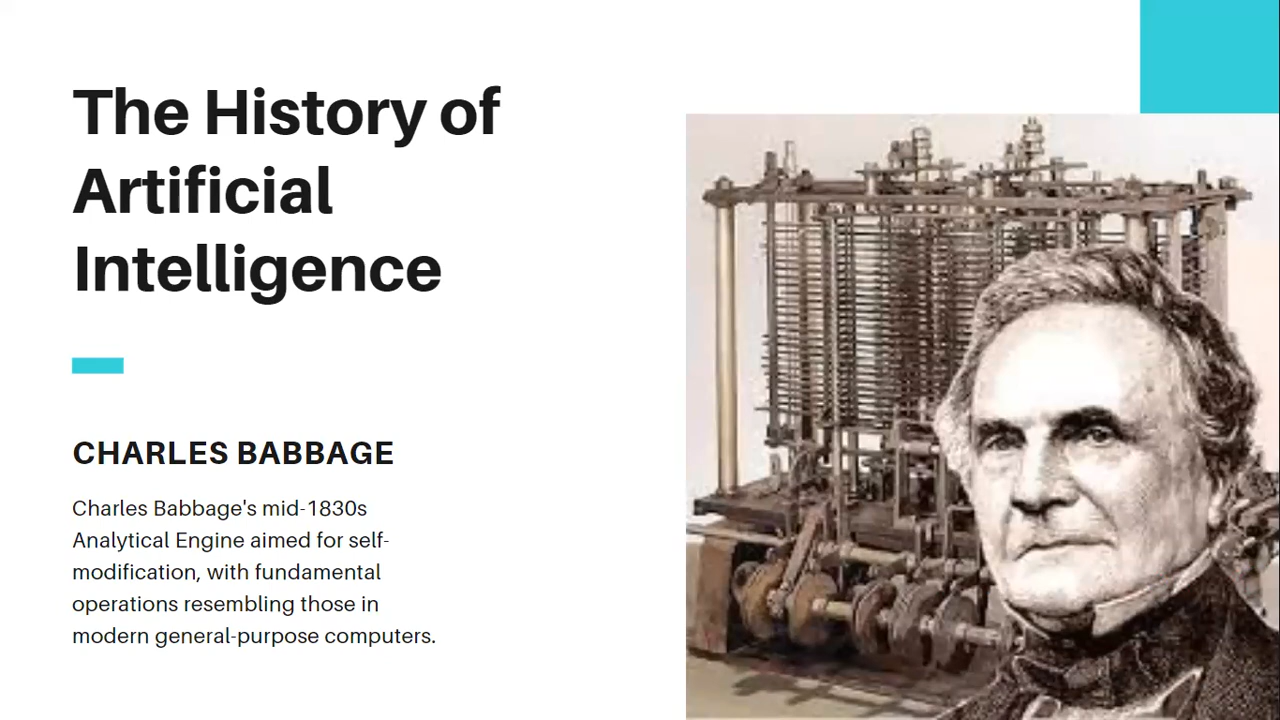 The History of
Artificial
Intelligence
CHARLES BABBAGE
Charles Babbage's mid-1830s
Analytical Engine aimed for self-
modification, with fundamental
operations resembling those in
modern general-purpose computers.